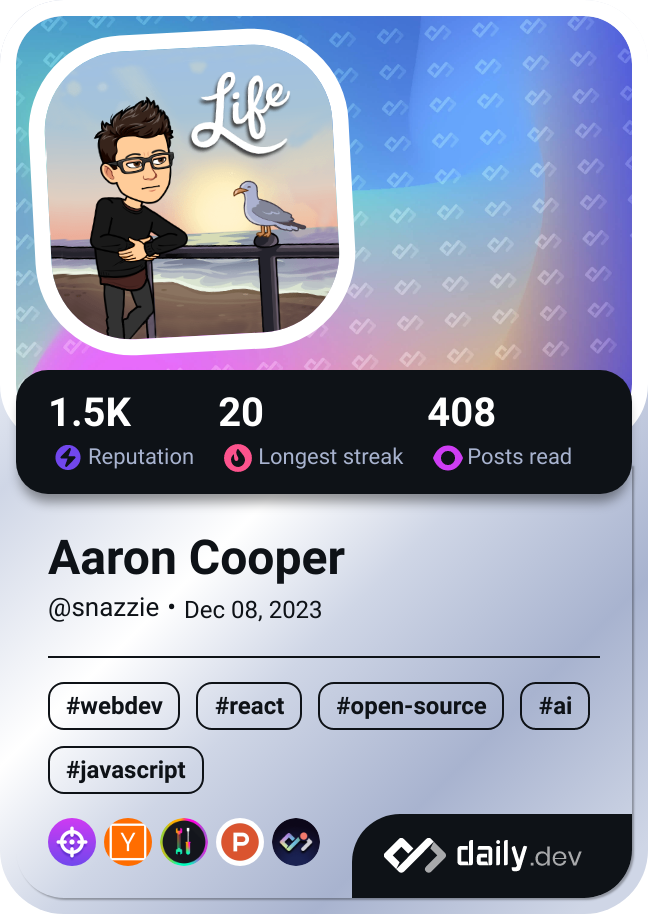 Life
1.5K 20 408
Reputation Longest streak Posts read
Aaron Cooper
@snazzie • Dec 08, 2023
#webdev #react #open-source #ai
#javascript
Y P
daily.dev